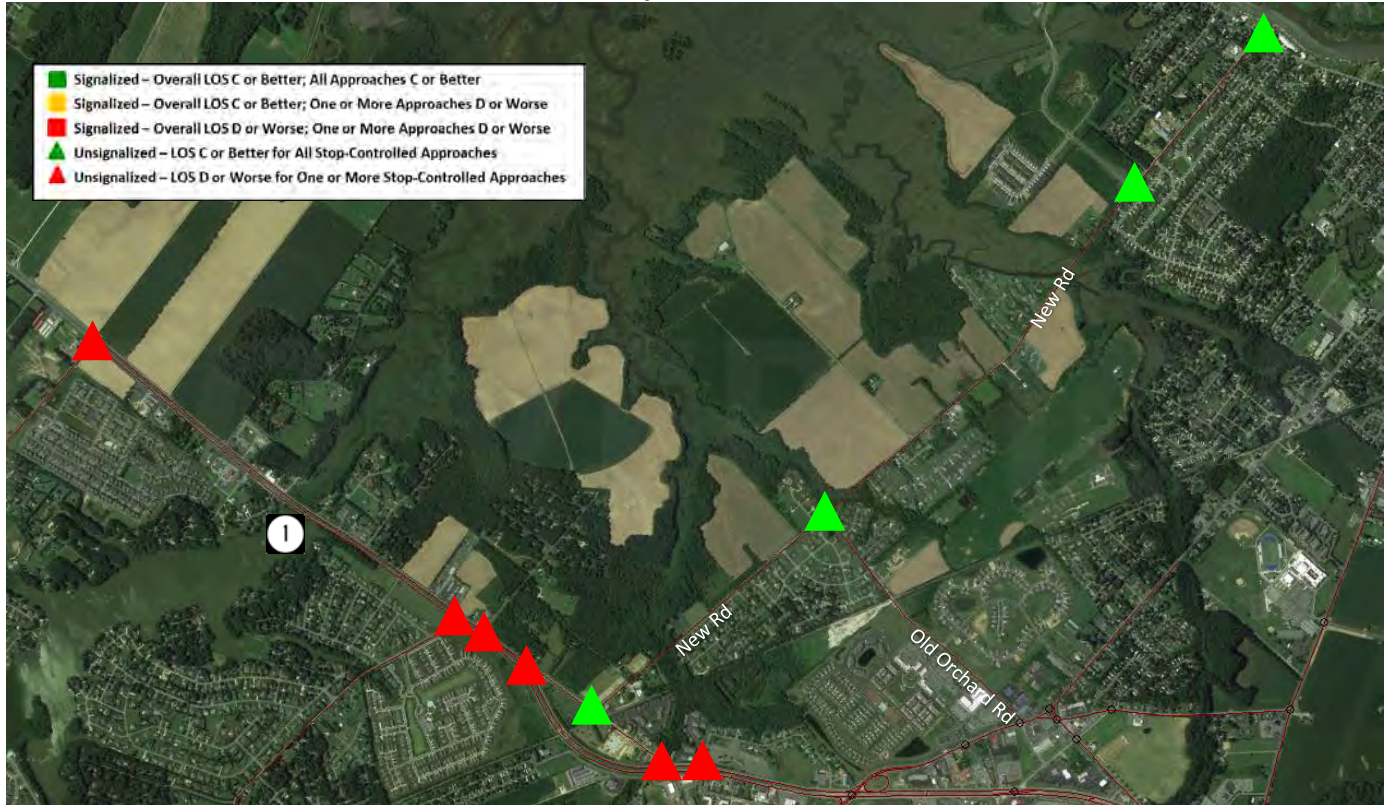 Signalized – Overall LOS C or Better; All Approaches C or Better
Signalized – Overall LOS C or Better; One or More Approaches D or Worse
Signalized – Overall LOS D or Worse; One or More Approaches D or Worse
Unsignalized – LOS C or Better for All Stop-Controlled Approaches
Unsignalized – LOS D or Worse for One or More Stop-Controlled Approaches
New Rd
1
New Rd
Old Orchard Rd